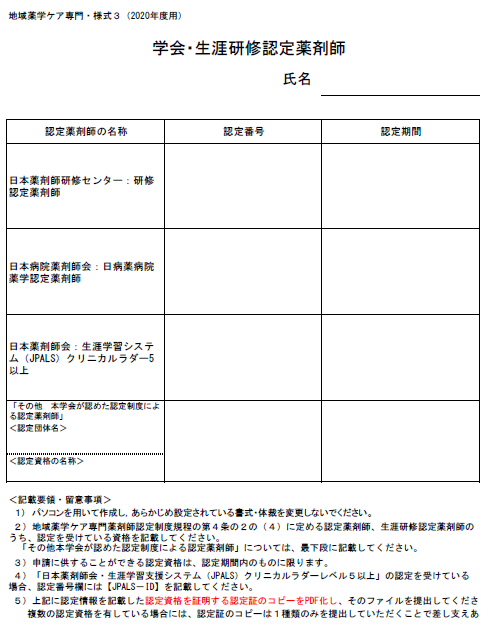 地域薬学ケア専門・様式３（2020年度用）
学会・生涯研修認定薬剤師
氏名
認定薬剤師の名称
認定番号
認定期間
日本薬剤師研修センター：研修
認定薬剤師
日本病院薬剤師会：日病薬病院
薬学認定薬剤師
日本薬剤師会：生涯学習システ
ム（JPALS）クリニカルラダー5
以上
「その他　本学会が認めた認定制度によ
る認定薬剤師」
＜認定団体名＞
＜認定資格の名称＞
＜記載要領・留意事項＞
１）パソコンを用いて作成し，あらかじめ設定されている書式・体裁を変更しないでください。
２）地域薬学ケア専門薬剤師認定制度規程の第４条の２の（４）に定める認定薬剤師、生涯研修認定薬剤師の
うち、認定を受けている資格を記載してください。
「その他本学会が認めた認定制度による認定薬剤師」については、最下段に記載してください。
３）申請に供することができる認定資格は、認定期間内のものに限ります。
４）「日本薬剤師会・生涯学習支援システム（JPALS）クリニカルラダーレベル５以上」の認定を受けている
場合、認定番号欄には【JPALSーID】を記載してください。
５）上記に認定情報を記載した認定資格を証明する認定証のコピーをPDF化し、そのファイルを提出してくださ
複数の認定資格を有している場合には、認定証のコピーは１種類のみを提出していただくことで差し支えあ